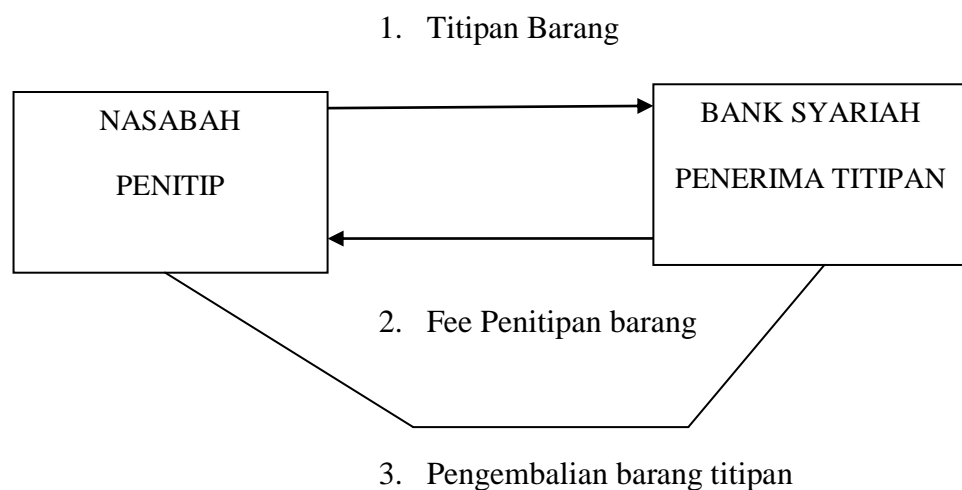 1. Titipan Barang
NASABAH
PENITIP
BANK SYARIAH
PENERIMA TITIPAN
2. Fee Penitipan barang
3. Pengembalian barang titipan